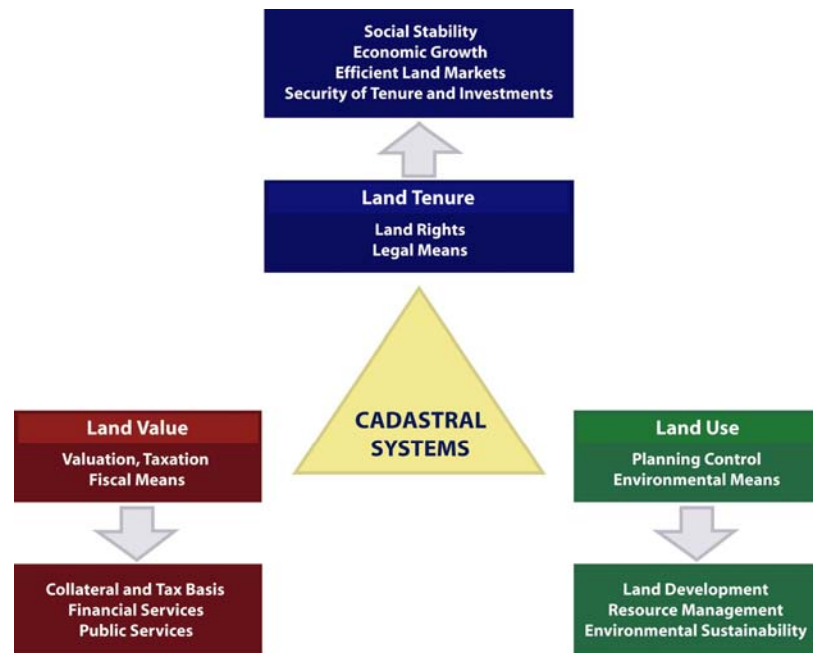 Social Stability
Economic Growth
Efficient Land Markets
Security of Tenure and Investments
Land Tenure
Land Rights
Legal Means
CADASTRAL
SYSTEMS
Land Value
Valuation, Taxation
Fiscal Means
Collateral and Tax Basis
Financial Services
Public Services
Land Use
Planning Control
Environmental Means
Land Development
Resource Management
Environmental Sustainability